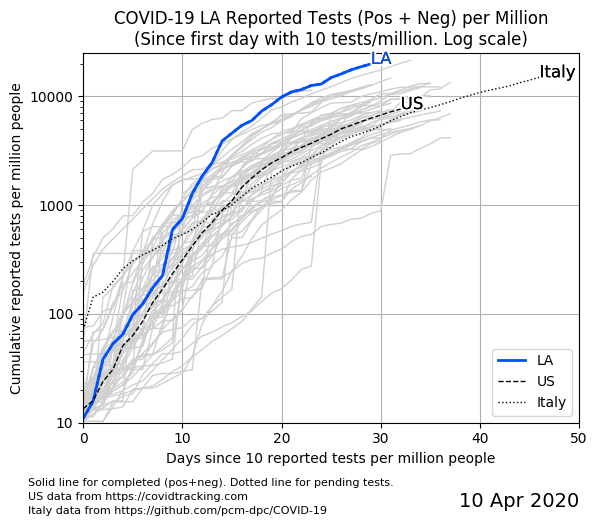 COVID-19 LA Reported Tests (Pos + Neg) per Million
(Since first day with 10 tests/million. Log scale)
LA
Italy
US
10000
1000
100
10
Cumulative reported tests per million people
LA
US
Italy
0
10
20
30
40
50
Days since 10 reported tests per million people
Solid line for completed (pos+neg). Dotted line for pending tests.
US data from https://covidtracking.com
Italy data from https://github.com/pcm-dpc/COVID-19
10 Apr 2020